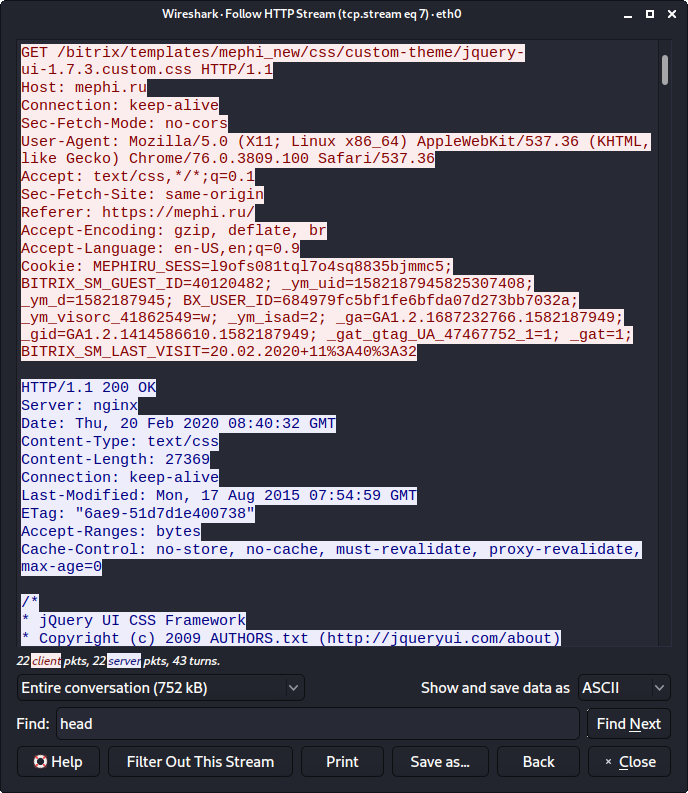 Wireshark · Follow HTTP Stream (tcp.stream eq 7) · eth0
GET /bitrix/templates/mephi_new/css/custom-theme/jquery-
ui-1.7.3.custom.css HTTP/1.1
Host: mephi.ru
Connection: keep-alive
Sec-Fetch-Mode: no-cors
User-Agent: Mozilla/5.0 (X11; Linux x86_64) AppleWebKit/537.36 (KHTML,
like Gecko) Chrome/76.0.3809.100 Safari/537.36
Accept: text/css,*/*;q=0.1
Sec-Fetch-Site: same-origin
Referer: https://mephi.ru/
Accept-Encoding: gzip, deflate, br
Accept-Language: en-US,en;q=0.9
Cookie: MEPHIRU_SESS=l9ofs081tql7o4sq8835bjmmc5;
BITRIX_SM_GUEST_ID=40120482; _ym_uid=1582187945825307408;
_ym_d=1582187945; BX_USER_ID=684979fc5bf1fe6bfda07d273bb7032a;
_ym_visorc_41862549=w; _ym_isad=2; _ga=GA1.2.1687232766.1582187949;
_gid=GA1.2.1414586610.1582187949; _gat_gtag_UA_47467752_1=1; _gat=1;
BITRIX_SM_LAST_VISIT=20.02.2020+11%3A40%3A32
HTTP/1.1 200 OK
Server: nginx
Date: Thu, 20 Feb 2020 08:40:32 GMT
Content-Type: text/css
Content-Length: 27369
Connection: keep-alive
Last-Modified: Mon, 17 Aug 2015 07:54:59 GMT
ETag: "6ae9-51d7d1e400738"
Accept-Ranges: bytes
Cache-Control: no-store, no-cache, must-revalidate, proxy-revalidate,
max-age=0
/*
* jQuery UI CSS Framework
* Copyright (c) 2009 AUTHORS.txt (http://jqueryui.com/about)
22 client pkts, 22 server pkts, 43 turns.
Entire conversation (752 kB) Show and save data as ASCII
Find: head Find Next
Help Filter Out This Stream Print Save as... Back × Close